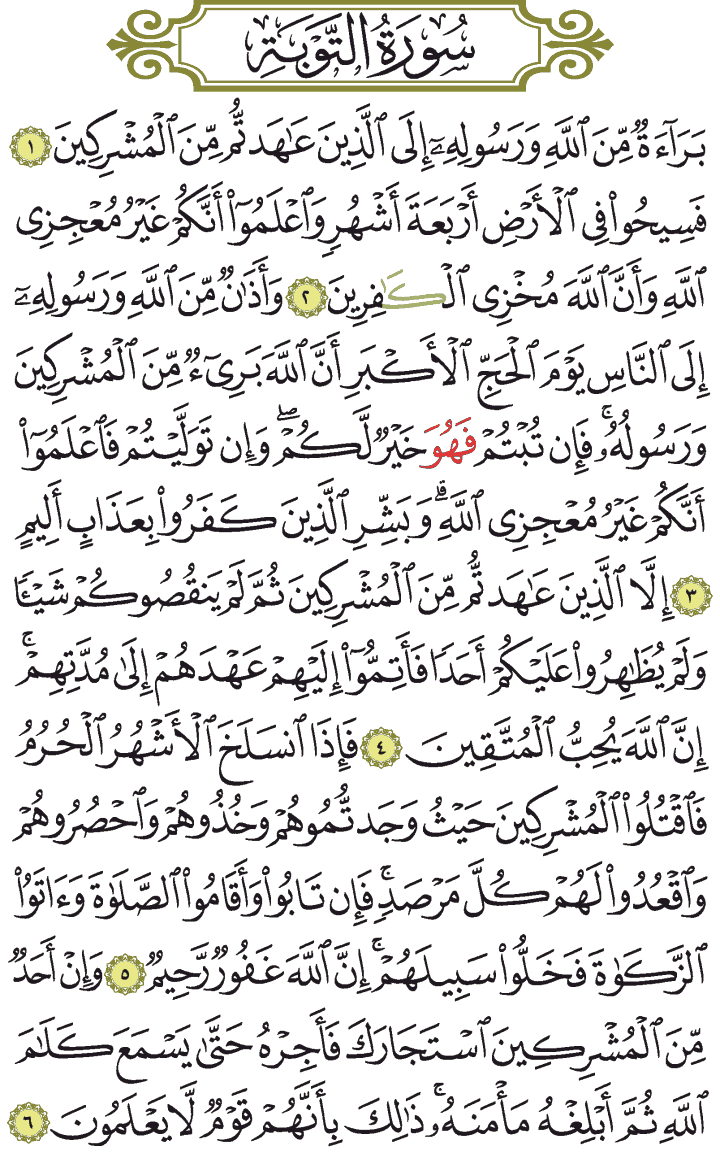 سُورَةُ التَّوْبَةِ
بَرَآءَةٌ مِّنَ ٱللَّهِ وَرَسُولِهِۦٓ إِلَى ٱلَّذِينَ عَـٰهَدتُّم مِّنَ ٱلْمُشْرِكِينَ ١
فَسِيحُوا۟ فِى ٱلْأَرْضِ أَرْبَعَةَ أَشْهُرٍ وَٱعْلَمُوٓا۟ أَنَّكُمْ غَيْرُ مُعْجِزِى
ٱللَّهِ وَأَنَّ ٱللَّهَ مُخْزِى ٱلْكَـٰفِرِينَ ٢ وَأَذَٰنٌ مِّنَ ٱللَّهِ وَرَسُولِهِۦٓ
إِلَى ٱلنَّاسِ يَوْمَ ٱلْحَجِّ ٱلْأَكْبَرِ أَنَّ ٱللَّهَ بَرِىٓءٌ مِّنَ ٱلْمُشْرِكِينَ
وَرَسُولُهُۥ ۚ فَإِن تُبْتُمْ فَهُوَ خَيْرٌ لَّكُمْ ۖ وَإِن تَوَلَّيْتُمْ فَٱعْلَمُوٓا۟
أَنَّكُمْ غَيْرُ مُعْجِزِى ٱللَّهِ ۗ وَبَشِّرِ ٱلَّذِينَ كَفَرُوا۟ بِعَذَابٍ أَلِيمٍ
٣ إِلَّا ٱلَّذِينَ عَـٰهَدتُّم مِّنَ ٱلْمُشْرِكِينَ ثُمَّ لَمْ يَنقُصُوكُمْ شَيْـًٔا
وَلَمْ يُظَـٰهِرُوا۟ عَلَيْكُمْ أَحَدًا فَأَتِمُّوٓا۟ إِلَيْهِمْ عَهْدَهُمْ إِلَىٰ مُدَّتِهِمْ ۚ
إِنَّ ٱللَّهَ يُحِبُّ ٱلْمُتَّقِينَ ٤ فَإِذَا ٱنسَلَخَ ٱلْأَشْهُرُ ٱلْحُرُمُ
فَٱقْتُلُوا۟ ٱلْمُشْرِكِينَ حَيْثُ وَجَدتُّمُوهُمْ وَخُذُوهُمْ وَٱحْصُرُوهُمْ
وَٱقْعُدُوا۟ لَهُمْ كُلَّ مَرْصَدٍ ۚ فَإِن تَابُوا۟ وَأَقَامُوا۟ ٱلصَّلَوٰةَ وَءَاتَوُا۟
ٱلزَّكَوٰةَ فَخَلُّوا۟ سَبِيلَهُمْ ۚ إِنَّ ٱللَّهَ غَفُورٌ رَّحِيمٌ ٥ وَإِنْ أَحَدٌ
مِّنَ ٱلْمُشْرِكِينَ ٱسْتَجَارَكَ فَأَجِرْهُ حَتَّىٰ يَسْمَعَ كَلَـٰمَ
ٱللَّهِ ثُمَّ أَبْلِغْهُ مَأْمَنَهُۥ ۚ ذَٰلِكَ بِأَنَّهُمْ قَوْمٌ لَّا يَعْلَمُونَ ٦